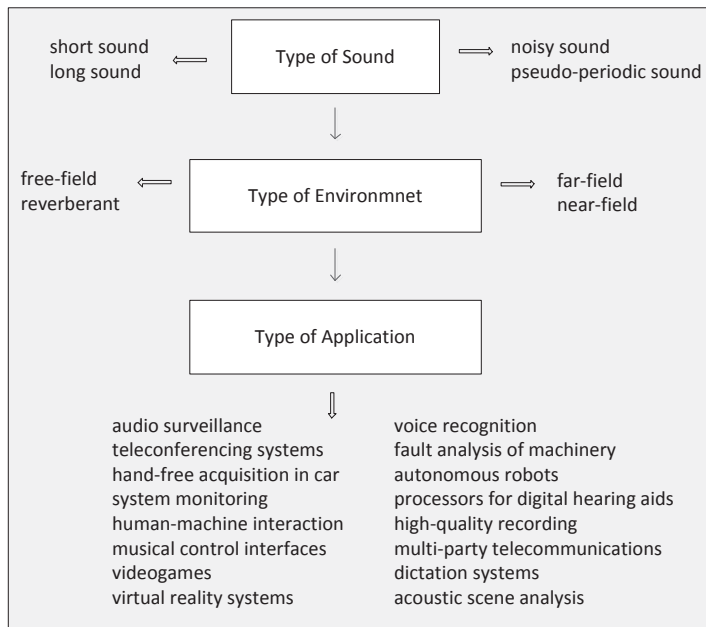 short sound
long sound
Type of Sound
noisy sound
pseudo-periodic sound
free-field
reverberant
Type of Environmnet
far-field
near-field
Type of Application
audio surveillance
teleconferencing systems
hand-free acquisition in car
system monitoring
human-machine interaction
musical control interfaces
videogames
virtual reality systems
voice recognition
fault analysis of machinery
autonomous robots
processors for digital hearing aids
high-quality recording
multi-party telecommunications
dictation systems
acoustic scene analysis